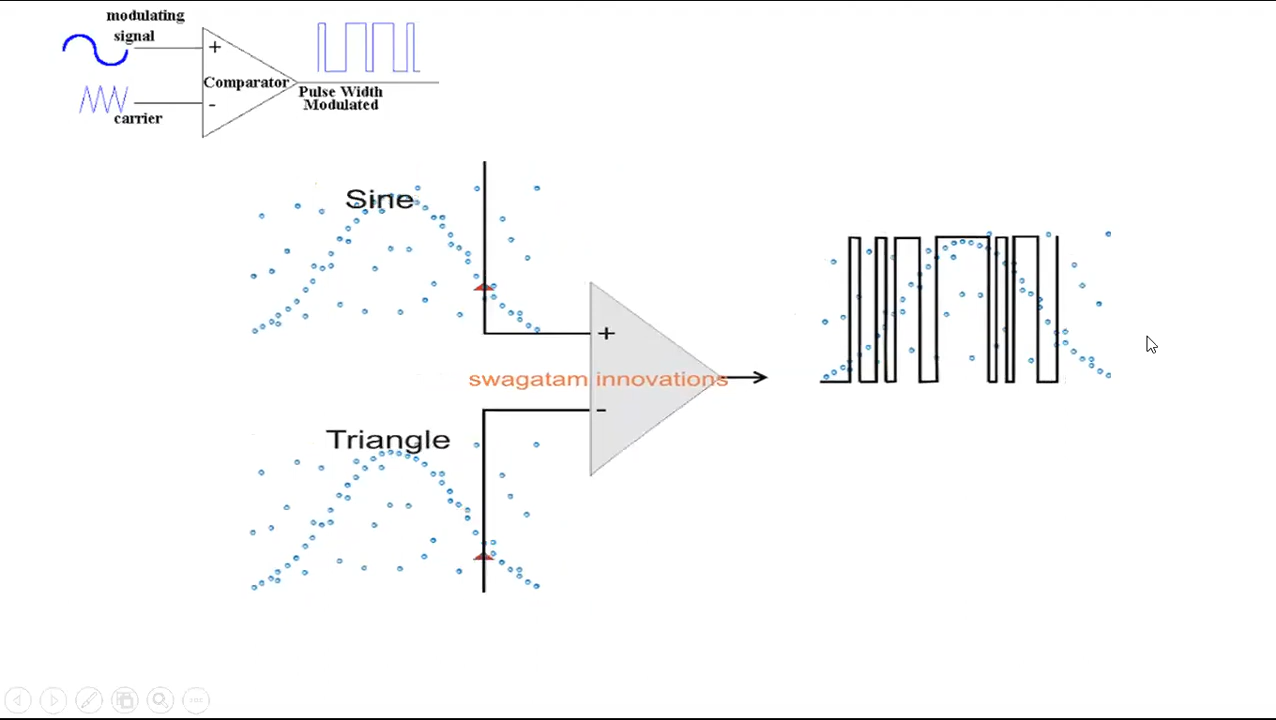 modulating
signal
+
Comparator
-
carrier
Pulse Width
Modulated
Sine
+
swagatam innovations
-
Triangle